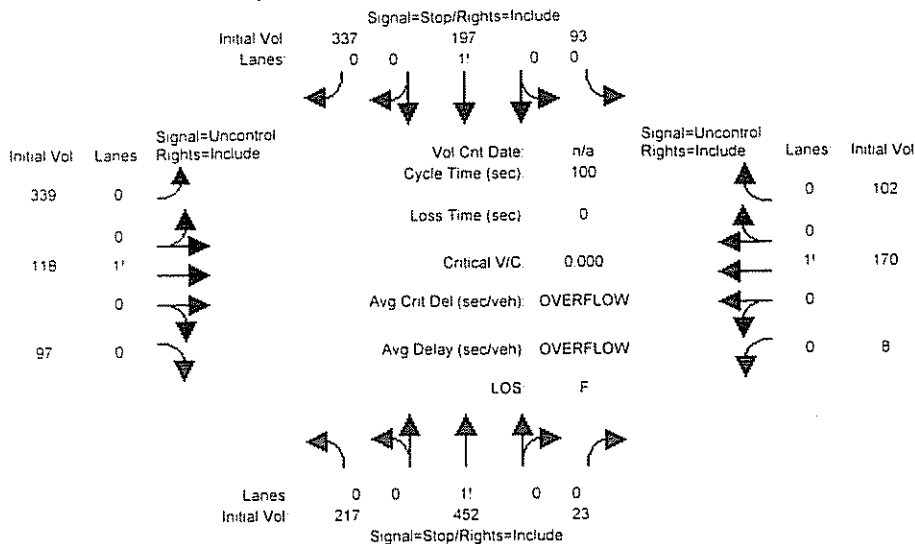 Signal=Stop/Rights=Include
Initial Vol 337 197 93
Lanes: 0 0 1! 0 0
Signal=Uncontrol
Initial Vol Lanes: Rights=Include
339 0
0
118 1!
0
97 0
Vol Cnt Date: n/a
Cycle Time (sec): 100
Loss Time (sec) 0
Critical V/C: 0.000
Avg Crit Del (sec/veh): OVERFLOW
Avg Delay (sec/veh) OVERFLOW
LOS: F
Signal=Uncontrol
Rights=Include Lanes: Initial Vol
0 102
0
1! 170
0
0 8
Lanes 0 0 1! 0 0
Initial Vol: 217 452 23
Signal=Stop/Rights=Include